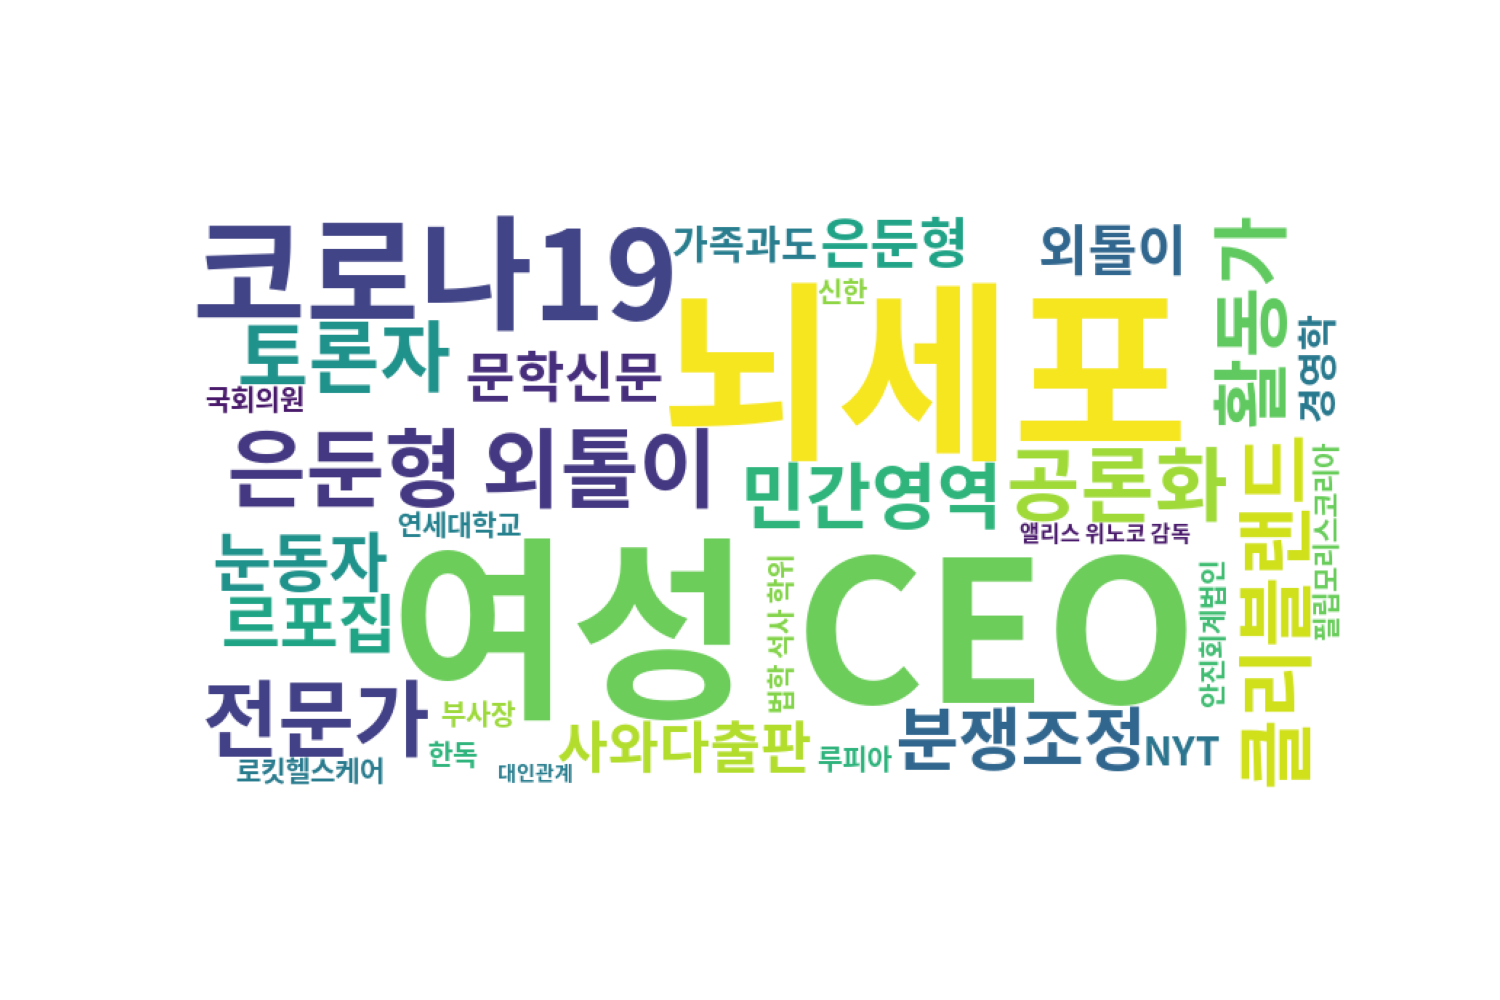 코로나19
가족과도
은둔형
외톨이
활동가
신한
뇌세포
토론자
문학신문
경영학
국회의원
은둔형 외톨이
민간영역
공론화
클리블랜드
필립모리스코리아
연세대학교
앨리스 위노코 감독
눈동자
여성 CEO
법학 석사 학위
안진회계법인
르포집
전문가
부사장
사와다출판
분쟁조정
NYT
한독
루피아
로킷헬스케어
대인관계